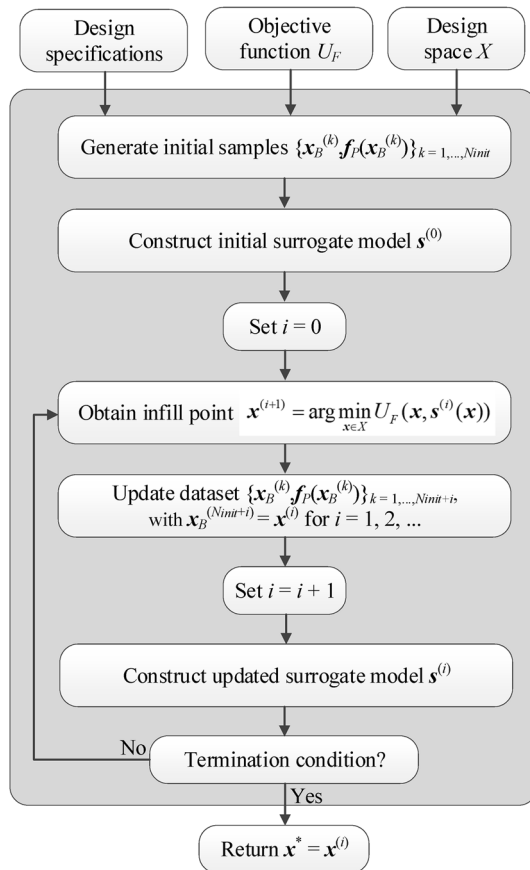 Design
specifications
Objective
function U_F
Design
space X
Generate initial samples {x_B^(k),f_P(x_B^(k))}_k = 1,...,Ninit
Construct initial surrogate model s^(0)
Set i = 0
Obtain infill point x^(i+1) = arg min_{x∈X} U_F(x, s^(i)(x))
Update dataset {x_B^(k),f_P(x_B^(k))}_k = 1,...,Ninit+i,
with x_B^(Ninit+i) = x^(i) for i = 1, 2, ...
Set i = i + 1
Construct updated surrogate model s^(i)
No
Termination condition?
Yes
Return x^* = x^(i)